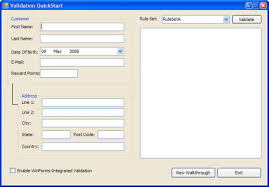 Validation QuickStart
Customer
First Name:
Last Name:
Date Of Birth: 09 May 2008
E-Mail:
Reward Points:
Address
Line 1:
Line 2:
City:
State: Post Code:
Country:
Enable WinForms Integrated Validation
Rule Set: RuleSetA Validate
View Walkthrough Exit